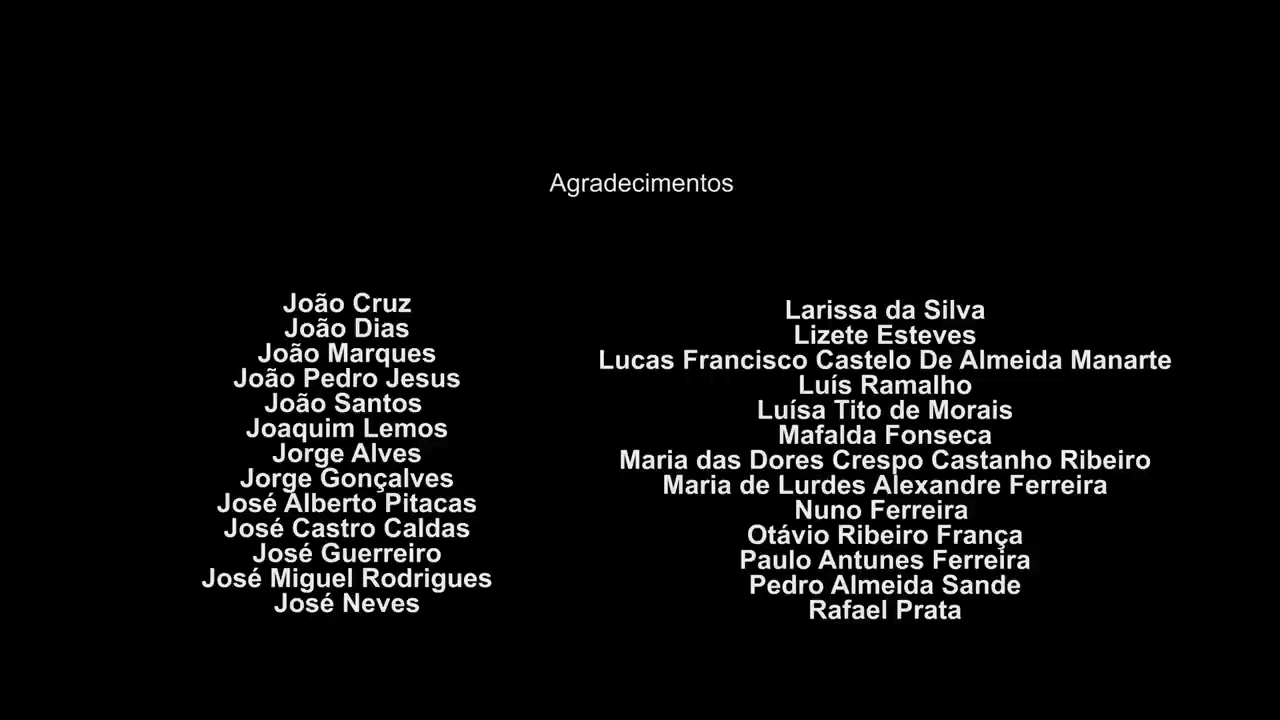 Agradecimentos
João Cruz
João Dias
João Marques
João Pedro Jesus
João Santos
Joaquim Lemos
Jorge Alves
Jorge Gonçalves
José Alberto Pitacas
José Castro Caldas
José Guerreiro
José Miguel Rodrigues
José Neves
Larissa da Silva
Lizete Esteves
Lucas Francisco Castelo De Almeida Manarte
Luís Ramalho
Luísa Tito de Morais
Mafalda Fonseca
Maria das Dores Crespo Castanho Ribeiro
Maria de Lurdes Alexandre Ferreira
Nuno Ferreira
Otávio Ribeiro França
Paulo Antunes Ferreira
Pedro Almeida Sande
Rafael Prata